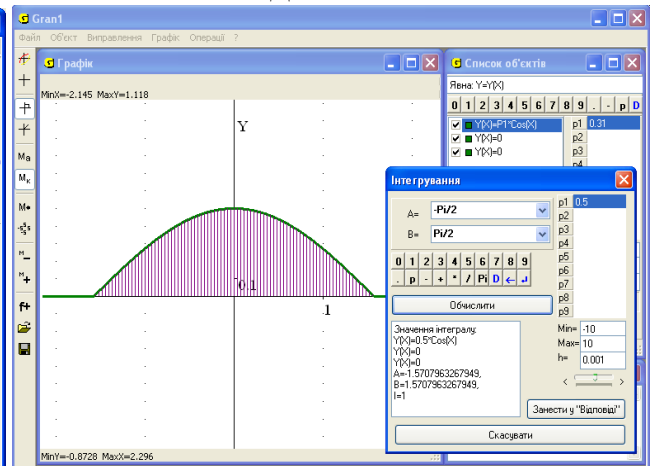 Gran1
Файл Об'єкт Виправлення Графік Операції ?
Графік
MinX=-2.145 MaxY=1.118
Y
0.1
1
MinY=-0.8728 MaxX=2.296
Список об'єктів
Явна: Y=Y(X)
0 1 2 3 4 5 6 7 8 9 . - p D
Y(X)=P1*Cos(X)
Y(X)=0
Y(X)=0
p1 0.31
p2
p3
p4
Інтегрування
A= -Pi/2
B= Pi/2
0 1 2 3 4 5 6 7 8 9
. p - + * / Pi D ← ↲
Обчислити
Значення інтегралу:
Y(X)=0.5*Cos(X)
Y(X)=0
Y(X)=0
A=-1.5707963267949,
B=1.5707963267949,
I=1
p1 0.5
p2
p3
p4
p5
p6
p7
p8
p9
Min= -10
Max= 10
h= 0.001
Занести у "Відповіді"
Скасувати
Ma
Mк
M
M
M
f+